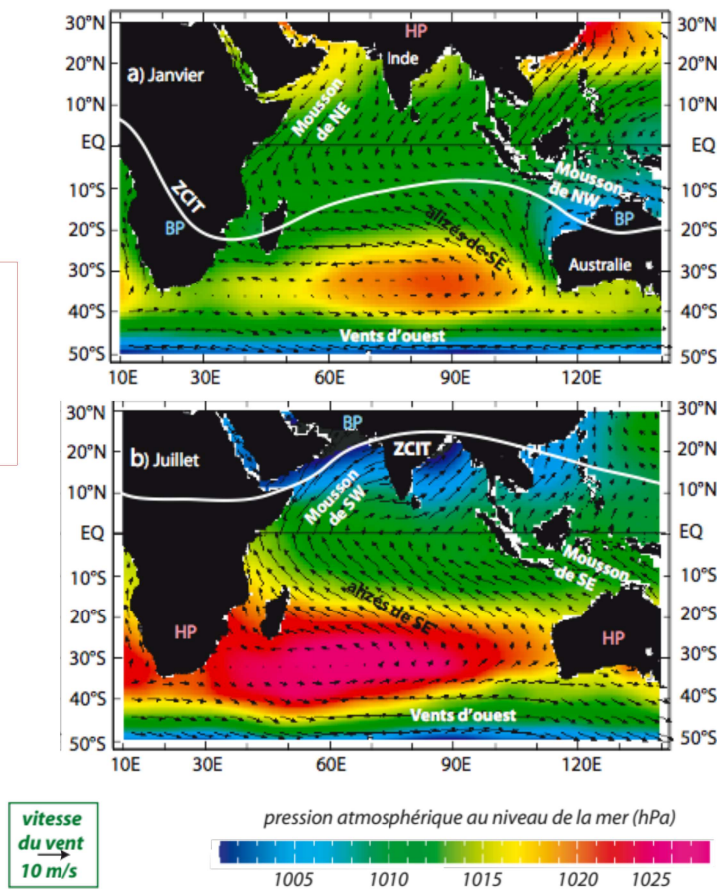 30°N HP 30°N
20°N a) Janvier Inde 20°N
10°N Mousson de NE 10°N
EQ EQ
10°S ZCIT Mousson de NW 10°S
20°S BP alizés de SE BP 20°S
30°S Australie 30°S
40°S 40°S
Vents d'ouest
50°S 50°S
10E 30E 60E 90E 120E
30°N BP 30°N
20°N b) Juillet ZCIT 20°N
10°N Mousson de SW 10°N
EQ EQ
10°S Mousson de SE 10°S
20°S alizés de SE 20°S
30°S HP HP 30°S
40°S 40°S
Vents d'ouest
50°S 50°S
10E 30E 60E 90E 120E
vitesse
du vent
10 m/s
pression atmosphérique au niveau de la mer (hPa)
1005 1010 1015 1020 1025